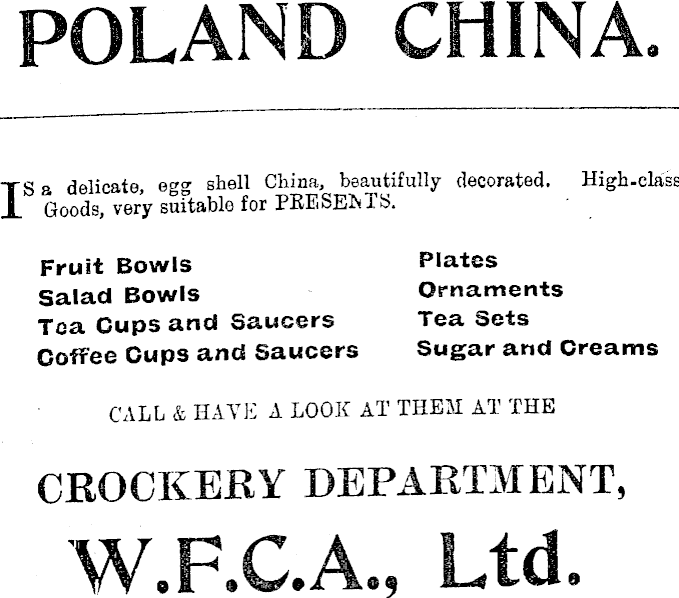 POLAND CHINA.
IS a delicate, egg shell China, beautifully decorated. High-class
Goods, very suitable for PRESENTS.
Fruit Bowls
Salad Bowls
Tea Cups and Saucers
Coffee Cups and Saucers
Plates
Ornaments
Tea Sets
Sugar and Creams
CALL & HAVE A LOOK AT THEM AT THE
CROCKERY DEPARTMENT,
W.F.C.A., Ltd.